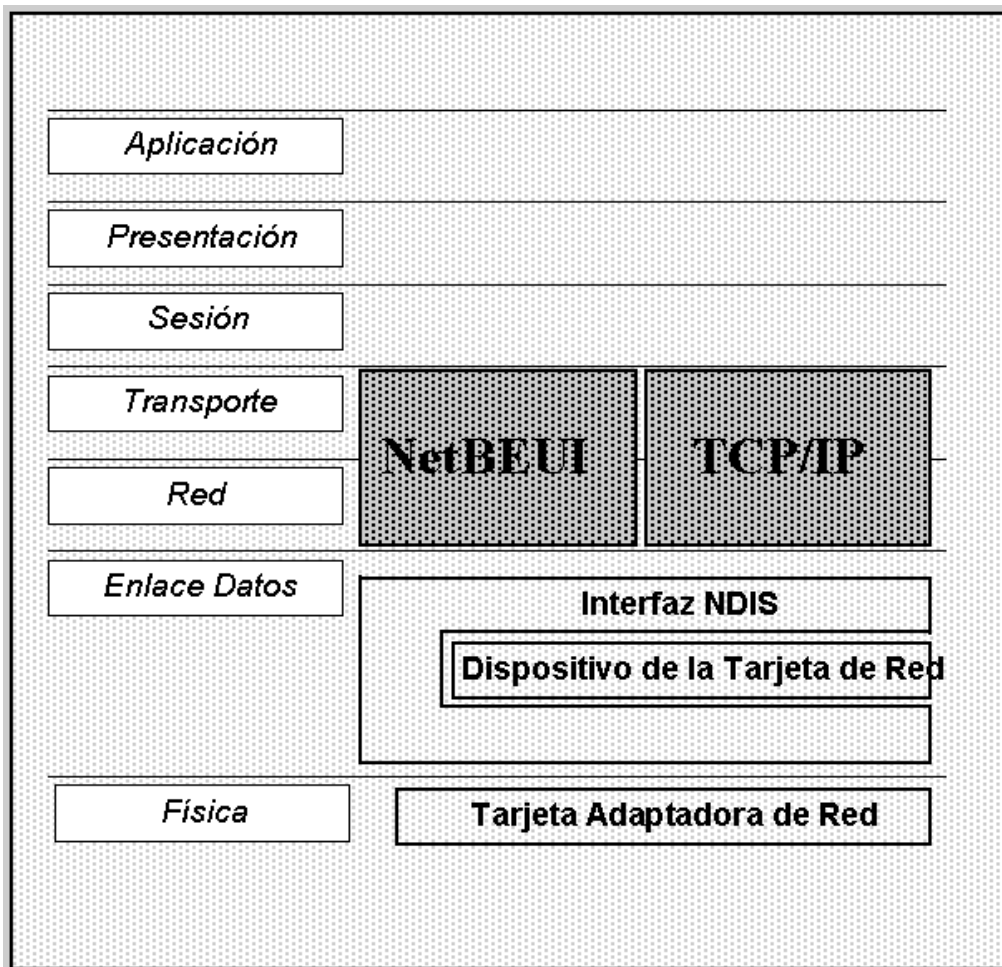 Aplicación
Presentación
Sesión
Transporte
NetBEUI
TCP/IP
Red
Enlace Datos
Interfaz NDIS
Dispositivo de la Tarjeta de Red
Física
Tarjeta Adaptadora de Red